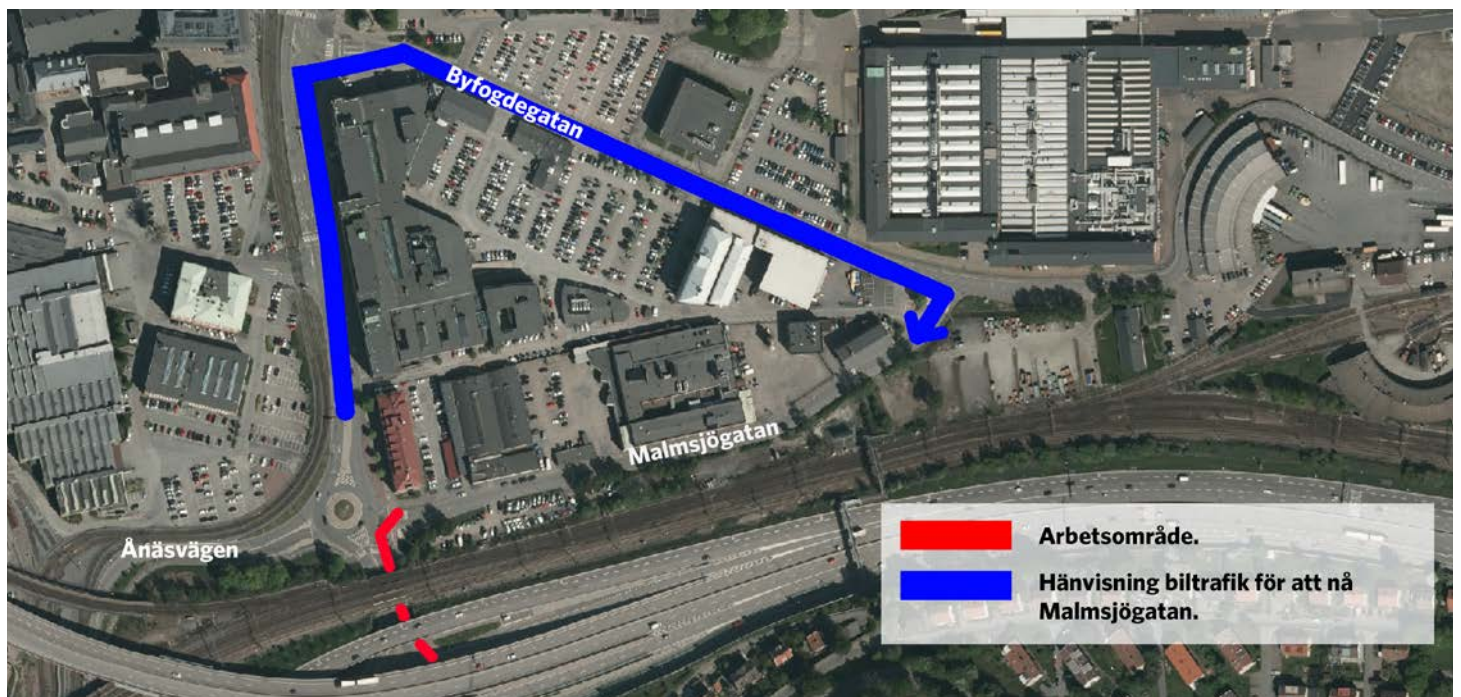 Byfogdegatan
Malmsjögatan
Ånäsvägen
Arbetsområde.
Hänvisning biltrafik för att nå
Malmsjögatan.